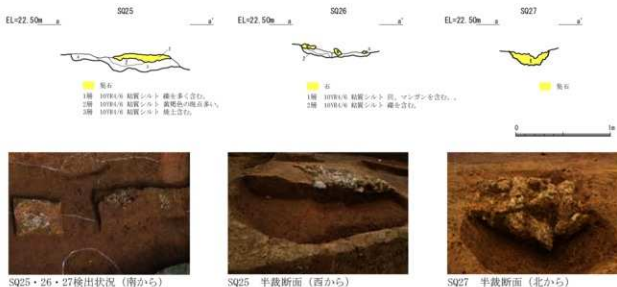 SQ25
EL=22.50m a a'
SQ26
EL=22.50m a a'
SQ27
EL=22.50m a a'
集石
1層 10YR4/6 粘質シルト 礫を多く含む。
2層 10YR4/6 粘質シルト 黄褐色の斑点多い。
3層 10YR4/6 粘質シルト 焼土含む。
石
1層 10YR4/6 粘質シルト 炭、マンガンを含む。
2層 10YR4/6 粘質シルト 礫を含む。
集石
0 1m
SQ25・26・27検出状況(南から)
SQ25 半裁断面(西から)
SQ27 半裁断面(北から)